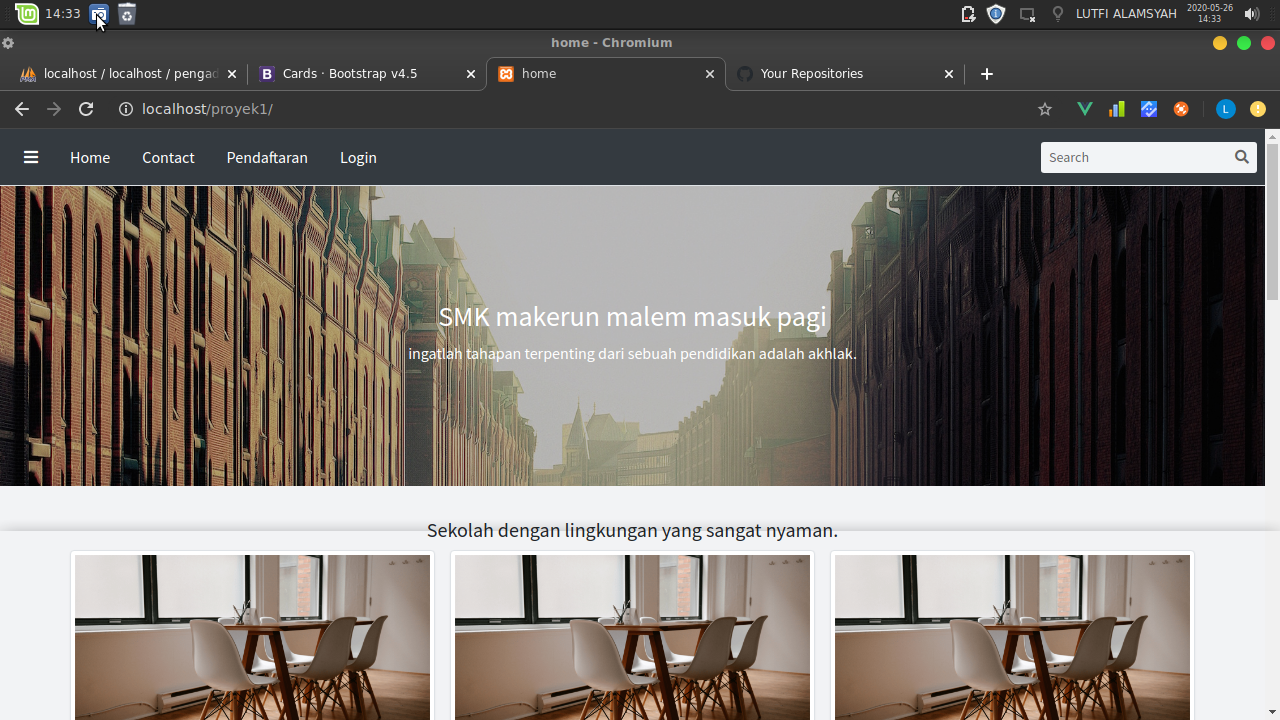 14:33
LUTFI ALAMSYAH
2020-05-26
14:33
home - Chromium
localhost / localhost / pengad
Cards · Bootstrap v4.5
home
Your Repositories
localhost/proyek1/
L
Home
Contact
Pendaftaran
Login
Search
SMK makerun malem masuk pagi
ingatlah tahapan terpenting dari sebuah pendidikan adalah akhlak.
Sekolah dengan lingkungan yang sangat nyaman.